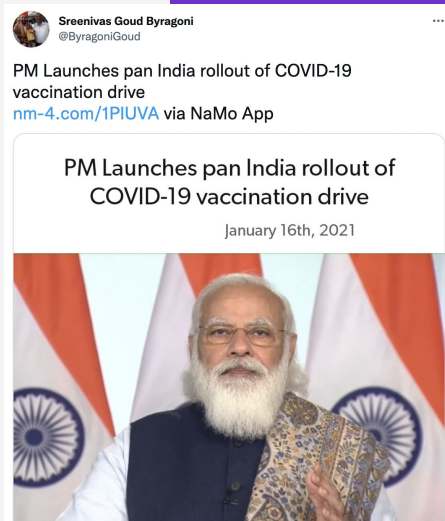 Sreenivas Goud Byragoni
@ByragoniGoud
PM Launches pan India rollout of COVID-19
vaccination drive
nm-4.com/1PIUVA via NaMo App
PM Launches pan India rollout of
COVID-19 vaccination drive
January 16th, 2021